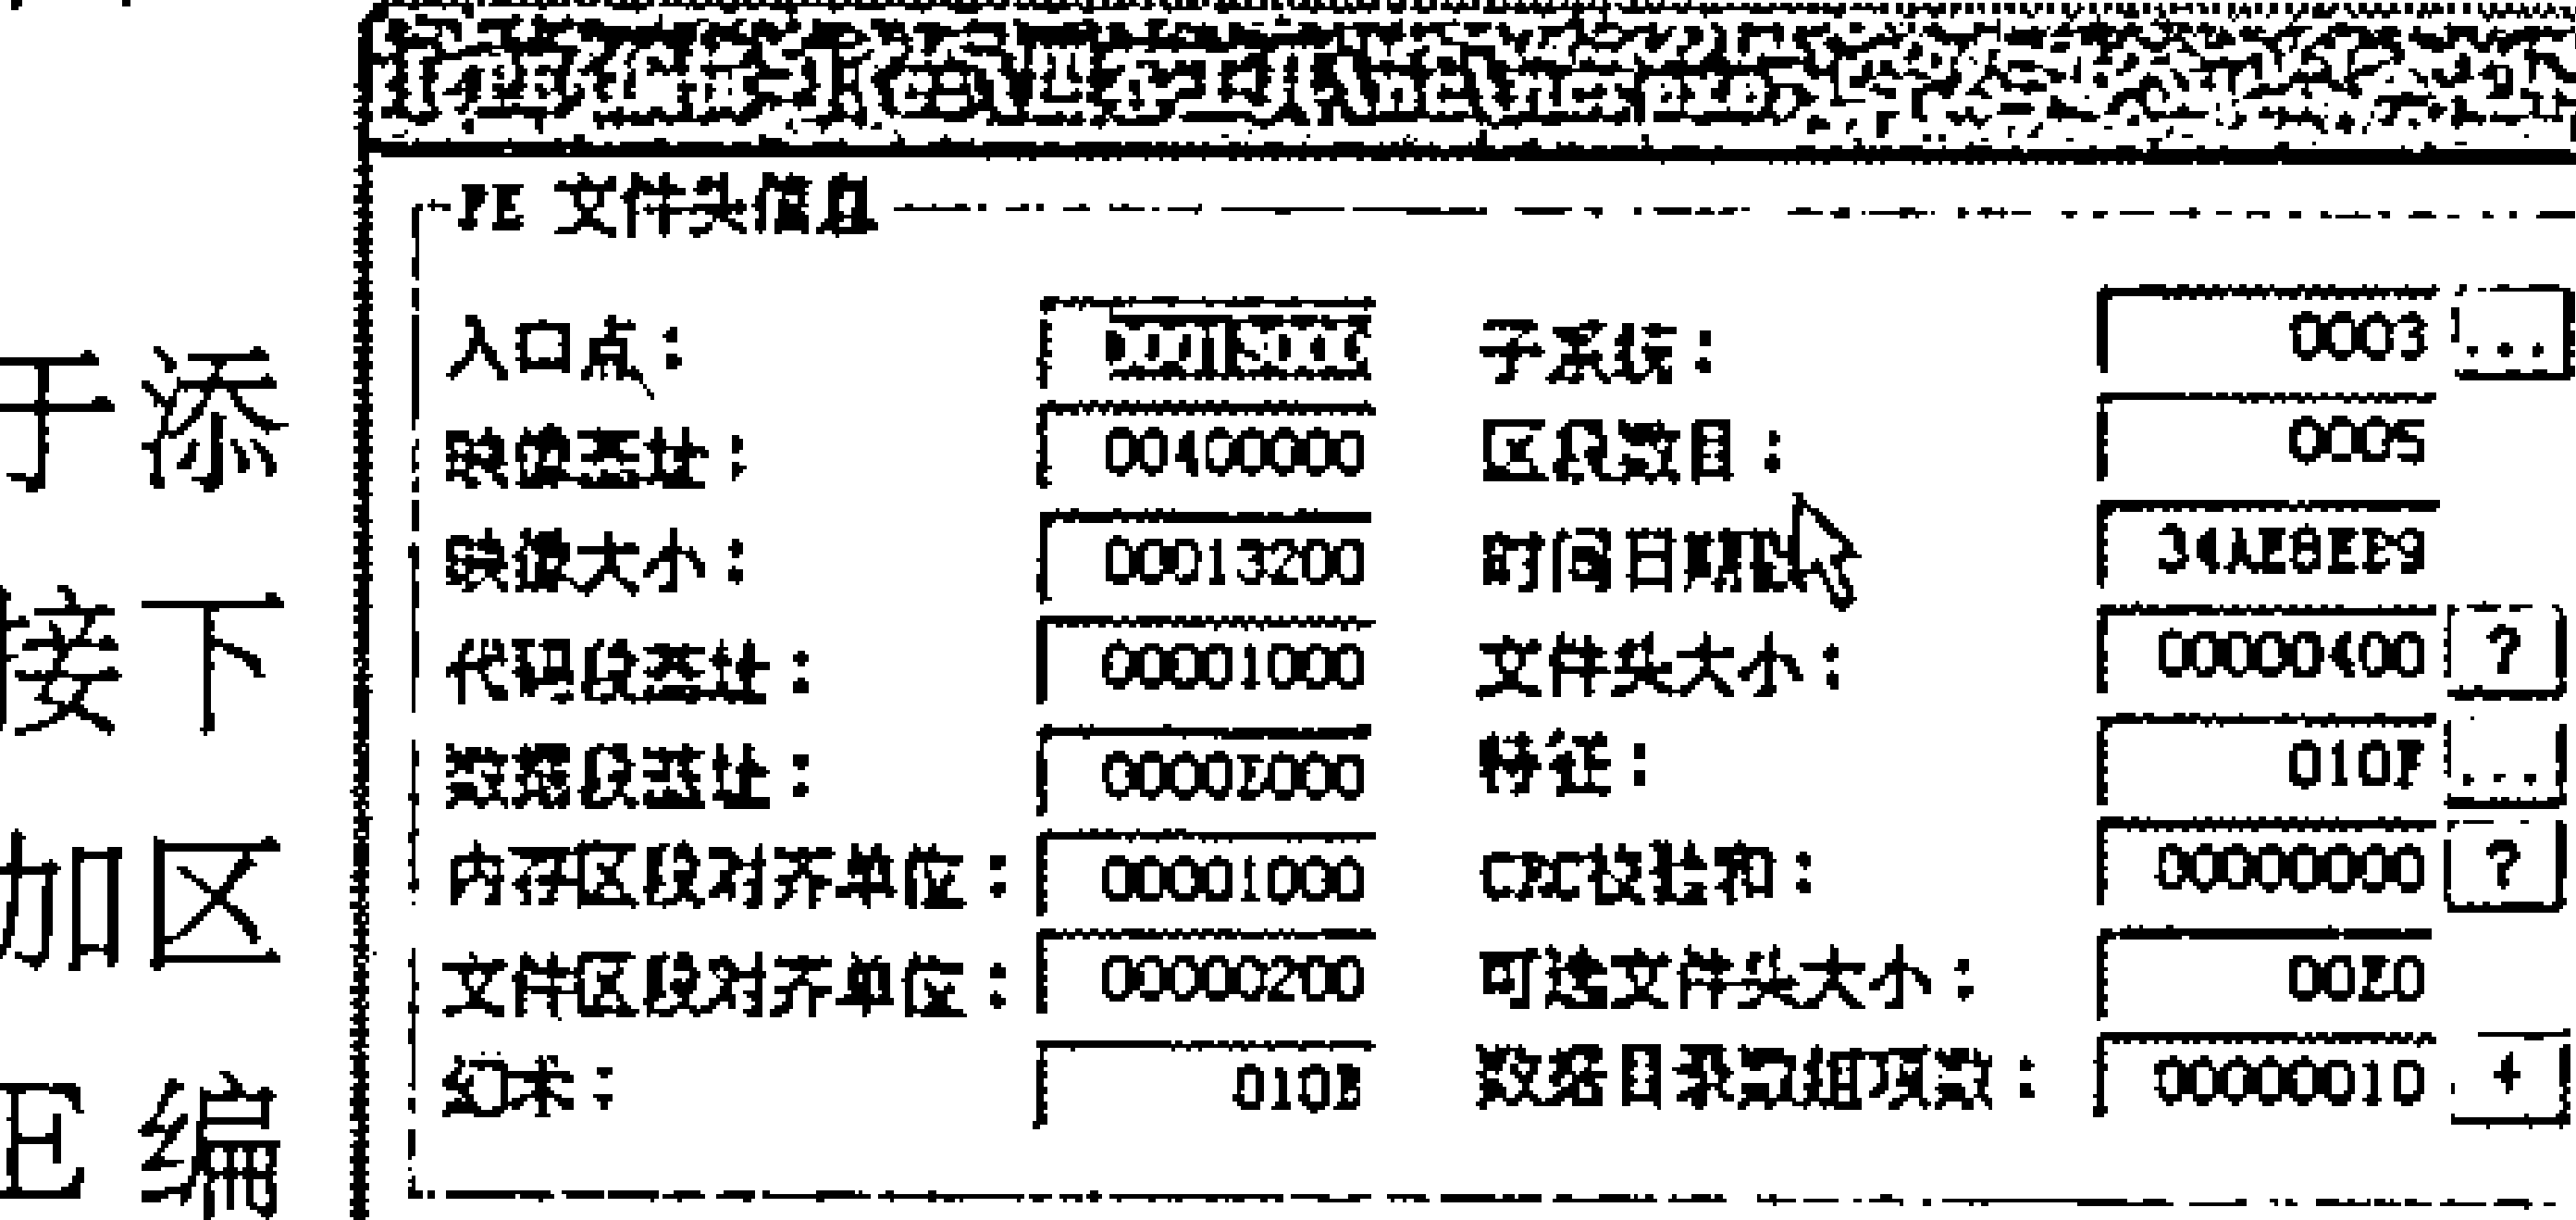 PE 文件头信息
于添
入口点: 子系统: 0003 ...
映像基址: 00400000 区段数目: 0005
映像大小: 00013200 时间日期
接下
代码段基址: 00001000 文件头大小: 00000400 ?
数据段基址: 特征: 010F ...
加区
内存区段对齐单位: 00001000 CRC校验和: 00000000 ?
文件区段对齐单位: 00000200 可选文件头大小: 00E0
E编
幻术: 010B 数据目录数组项数: 00000010 +